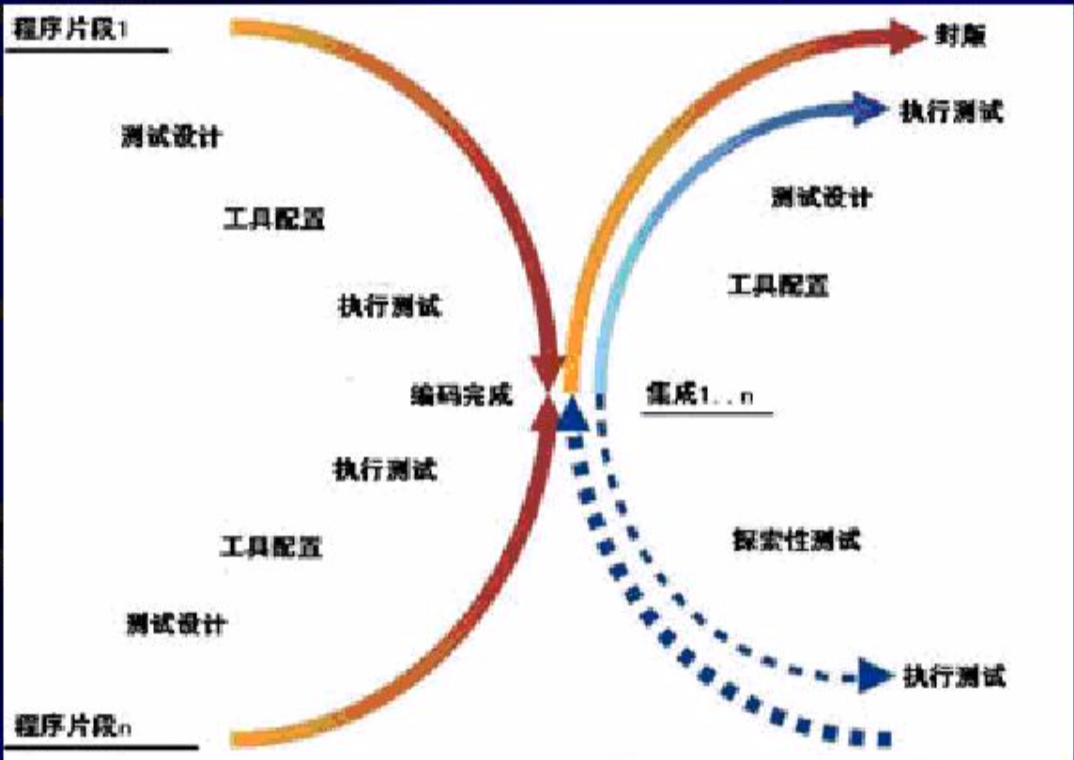 程序片段1
测试设计
工具配置
执行测试
编码完成
执行测试
工具配置
测试设计
程序片段n
封版
执行测试
测试设计
工具配置
集成1..n
探索性测试
执行测试